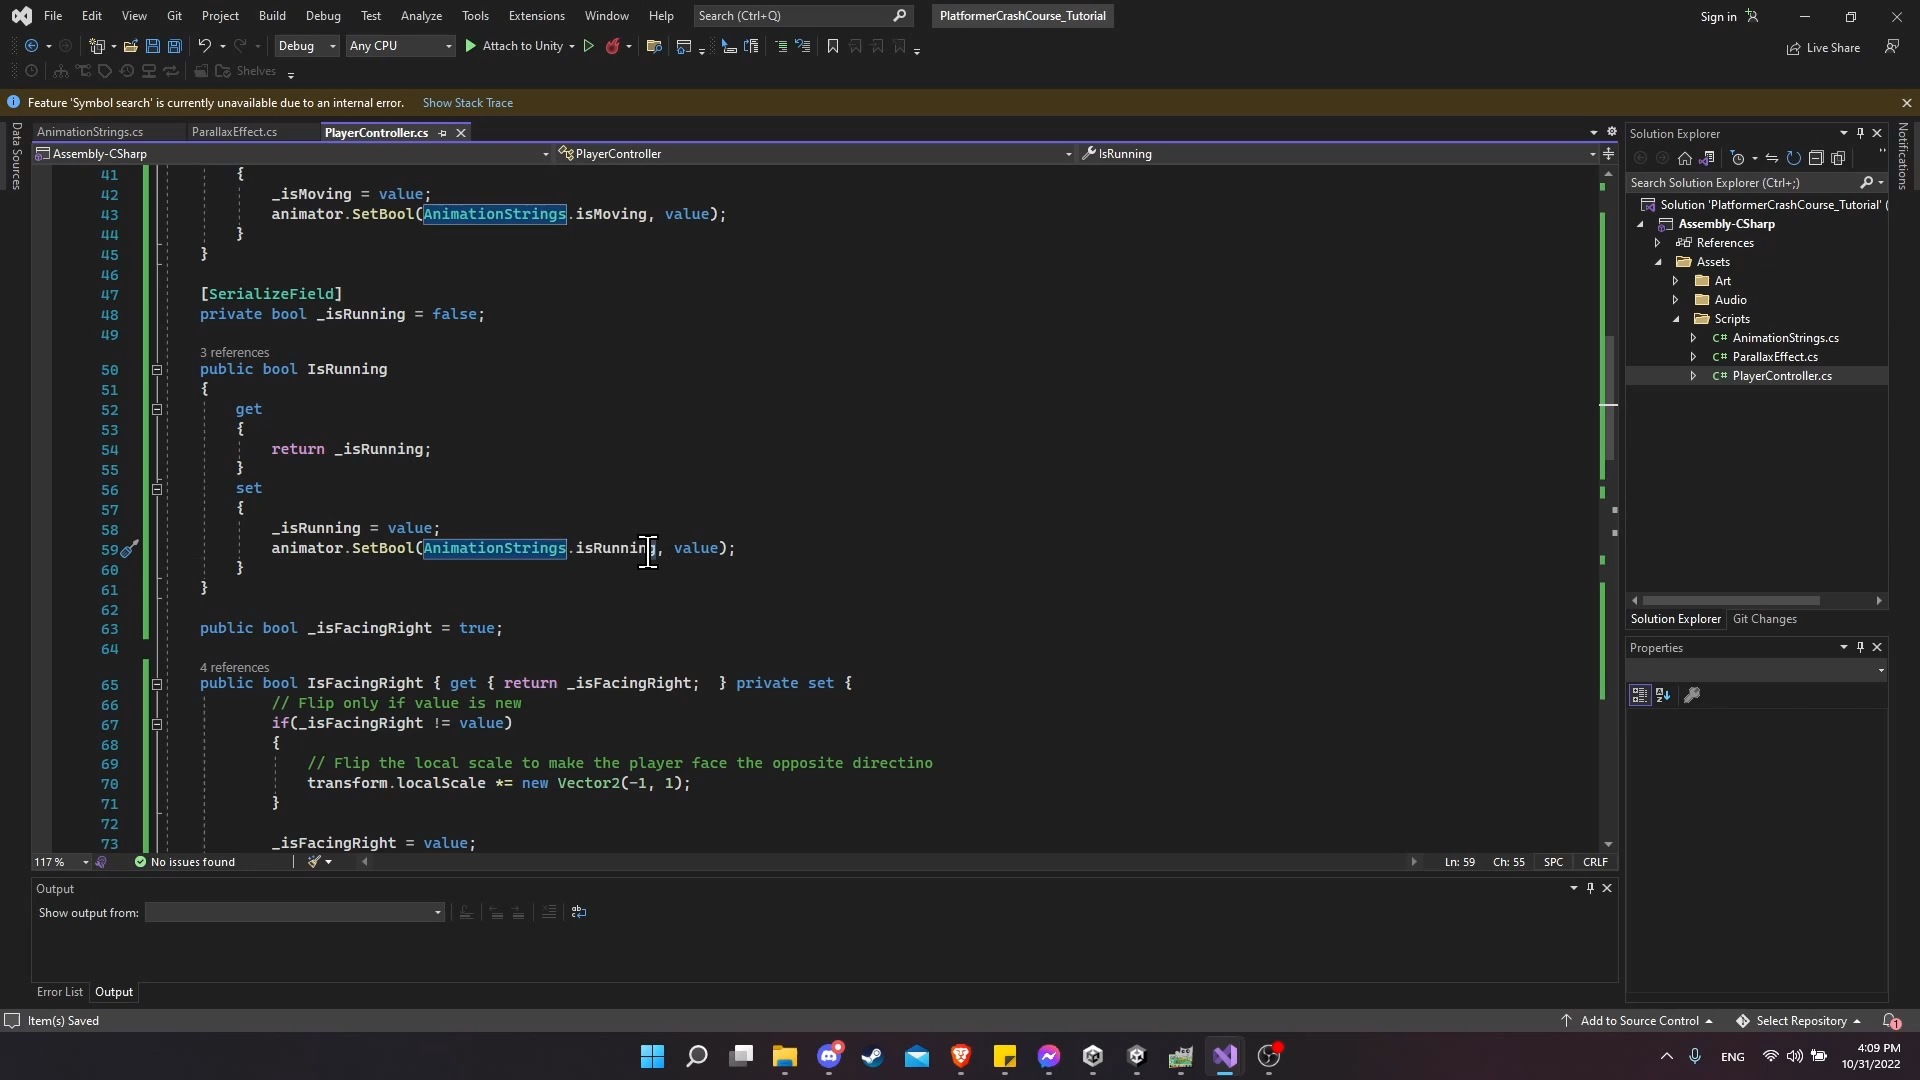 File Edit View Git Project Build Debug Test Analyze Tools Extensions Window Help Search (Ctrl+Q) PlatformerCrashCourse_Tutorial Sign in
Debug Any CPU Attach to Unity Live Share
Shelves
Feature 'Symbol search' is currently unavailable due to an internal error. Show Stack Trace
Data Sources
AnimationStrings.cs ParallaxEffect.cs PlayerController.cs
Assembly-CSharp PlayerController IsRunning
41 {
42 _isMoving = value;
43 animator.SetBool(AnimationStrings.isMoving, value);
44 }
45 }
46
47 [SerializeField]
48 private bool _isRunning = false;
49
3 references
50 public bool IsRunning
51 {
52 get
53 {
54 return _isRunning;
55 }
56 set
57 {
58 _isRunning = value;
59 animator.SetBool(AnimationStrings.isRunning, value);
60 }
61 }
62
63 public bool _isFacingRight = true;
64
4 references
65 public bool IsFacingRight { get { return _isFacingRight; } private set {
66 // Flip only if value is new
67 if(_isFacingRight != value)
68 {
69 // Flip the local scale to make the player face the opposite directino
70 transform.localScale *= new Vector2(-1, 1);
71 }
72
73 _isFacingRight = value;
117 % No issues found Ln: 59 Ch: 55 SPC CRLF
Output
Show output from:
Error List Output
Solution Explorer
Search Solution Explorer (Ctrl+;)
Solution 'PlatformerCrashCourse_Tutorial' (
Assembly-CSharp
References
Assets
Art
Audio
Scripts
C# AnimationStrings.cs
C# ParallaxEffect.cs
C# PlayerController.cs
Solution Explorer Git Changes
Properties
Notifications
Item(s) Saved Add to Source Control Select Repository 1
ENG 4:09 PM
10/31/2022